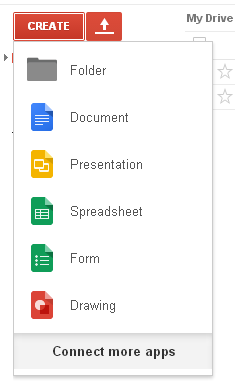 CREATE
My Drive
Folder
Document
Presentation
Spreadsheet
Form
Drawing
Connect more apps